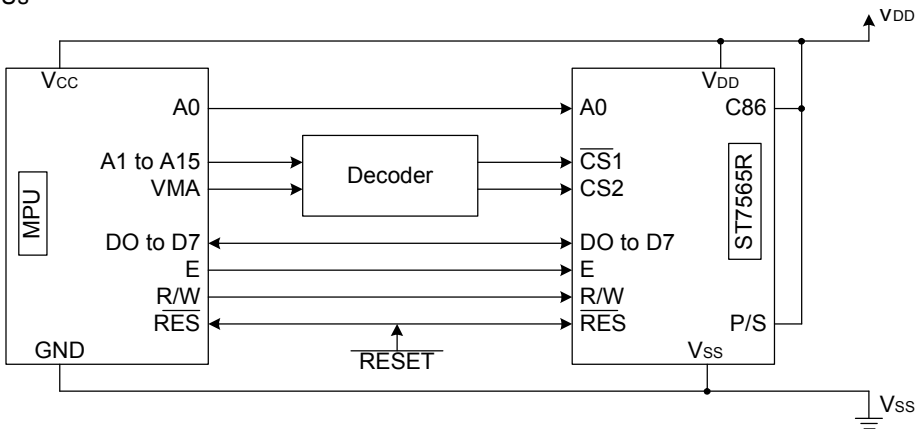 VDD
VCC
A0
A1 to A15
VMA
MPU
DO to D7
E
R/W
RES
GND
Decoder
RESET
VDD
A0
C86
CS1
CS2
ST7565R
DO to D7
E
R/W
RES
P/S
VSS
VSS